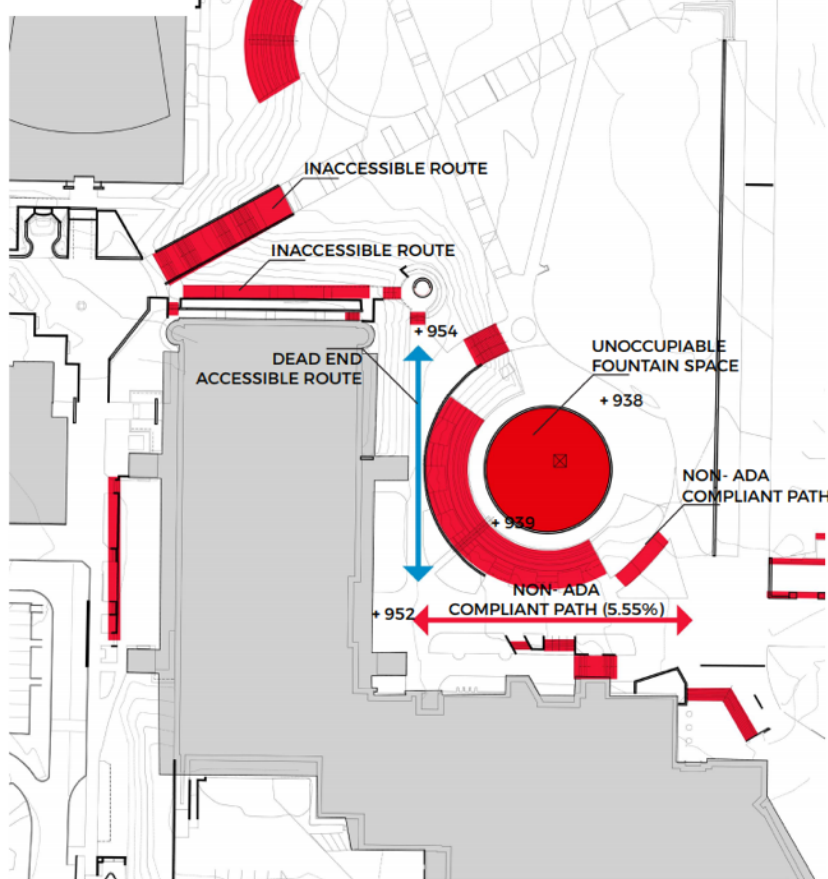 INACCESSIBLE ROUTE
INACCESSIBLE ROUTE
+ 954
DEAD END
ACCESSIBLE ROUTE
UNOCCUPIABLE
FOUNTAIN SPACE
+ 938
NON- ADA
COMPLIANT PATH
+ 939
NON- ADA
COMPLIANT PATH (5.55%)
+ 952